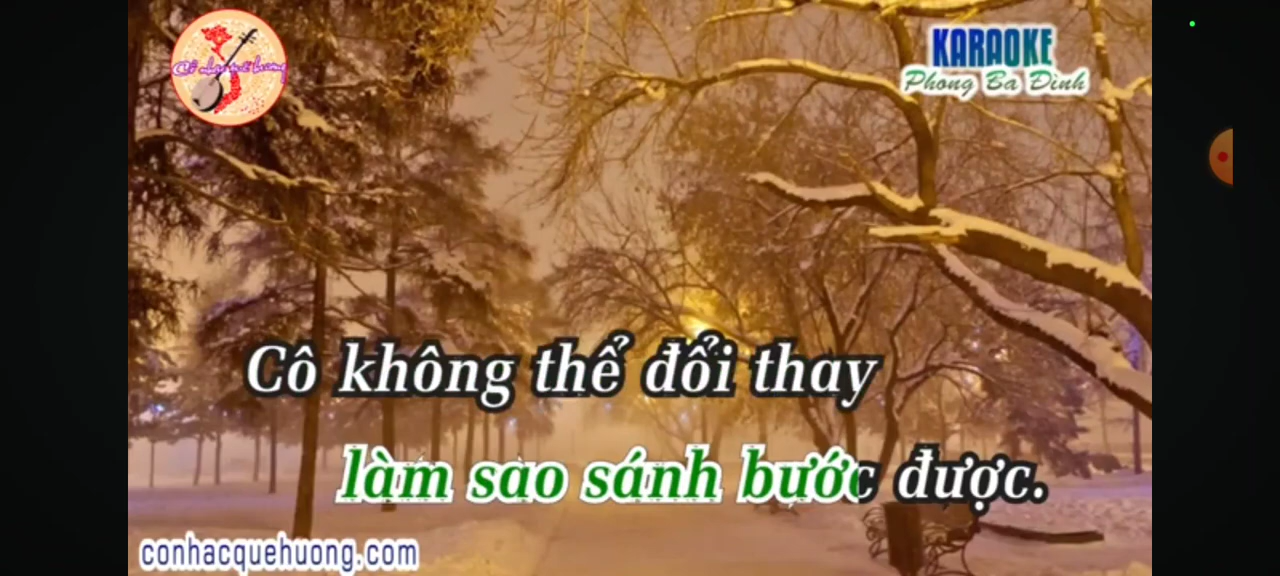 KARAOKE
Phong Ba Đình
Cô không thể đổi thay
làm sao sánh bước được.
conhacquehuong.com